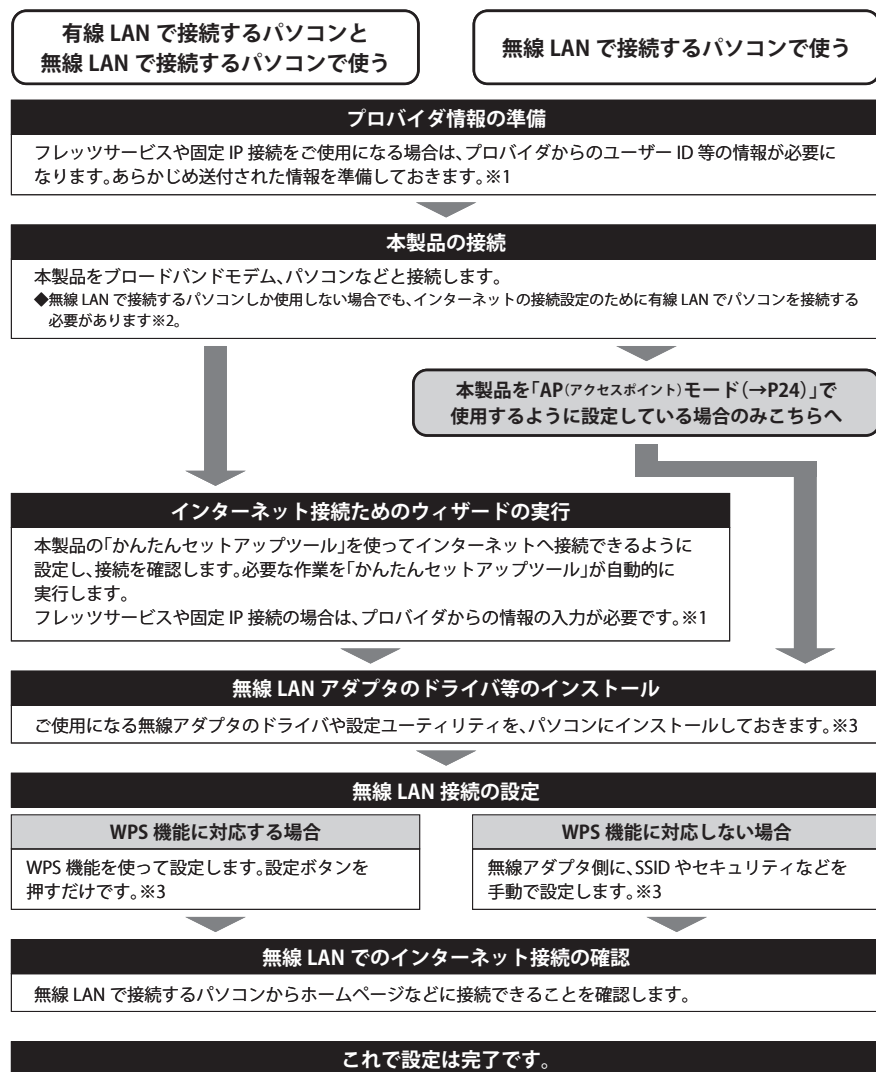 有線 LAN で接続するパソコンと
無線 LAN で接続するパソコンで使う
無線 LAN で接続するパソコンで使う
プロバイダ情報の準備
フレッツサービスや固定 IP 接続をご使用になる場合は、プロバイダからのユーザー ID 等の情報が必要に
なります。あらかじめ送付された情報を準備しておきます。※1
本製品の接続
本製品をブロードバンドモデム、パソコンなどと接続します。
◆無線 LAN で接続するパソコンしか使用しない場合でも、インターネットの接続設定のために有線 LAN でパソコンを接続する
必要があります※2。
本製品を「AP(アクセスポイント)モード(→P24)」で
使用するように設定している場合のみこちらへ
インターネット接続ためのウィザードの実行
本製品の「かんたんセットアップツール」を使ってインターネットへ接続できるように
設定し、接続を確認します。必要な作業を「かんたんセットアップツール」が自動的に
実行します。
フレッツサービスや固定 IP 接続の場合は、プロバイダからの情報の入力が必要です。※1
無線 LAN アダプタのドライバ等のインストール
ご使用になる無線アダプタのドライバや設定ユーティリティを、パソコンにインストールしておきます。※3
無線 LAN 接続の設定
WPS 機能に対応する場合
WPS 機能を使って設定します。設定ボタンを
押すだけです。※3
WPS 機能に対応しない場合
無線アダプタ側に、SSID やセキュリティなどを
手動で設定します。※3
無線 LAN でのインターネット接続の確認
無線 LAN で接続するパソコンからホームページなどに接続できることを確認します。
これで設定は完了です。